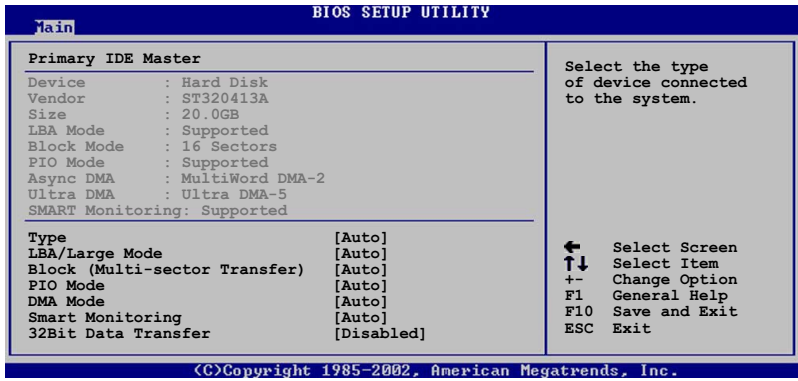 BIOS SETUP UTILITY
Main
Primary IDE Master
Device : Hard Disk
Vendor : ST320413A
Size : 20.0GB
LBA Mode : Supported
Block Mode : 16 Sectors
PIO Mode : Supported
Async DMA : MultiWord DMA-2
Ultra DMA : Ultra DMA-5
SMART Monitoring: Supported
Type [Auto]
LBA/Large Mode [Auto]
Block (Multi-sector Transfer) [Auto]
PIO Mode [Auto]
DMA Mode [Auto]
Smart Monitoring [Auto]
32Bit Data Transfer [Disabled]
Select the type
of device connected
to the system.
← Select Screen
↑↓ Select Item
+- Change Option
F1 General Help
F10 Save and Exit
ESC Exit
(C)Copyright 1985-2002, American Megatrends, Inc.